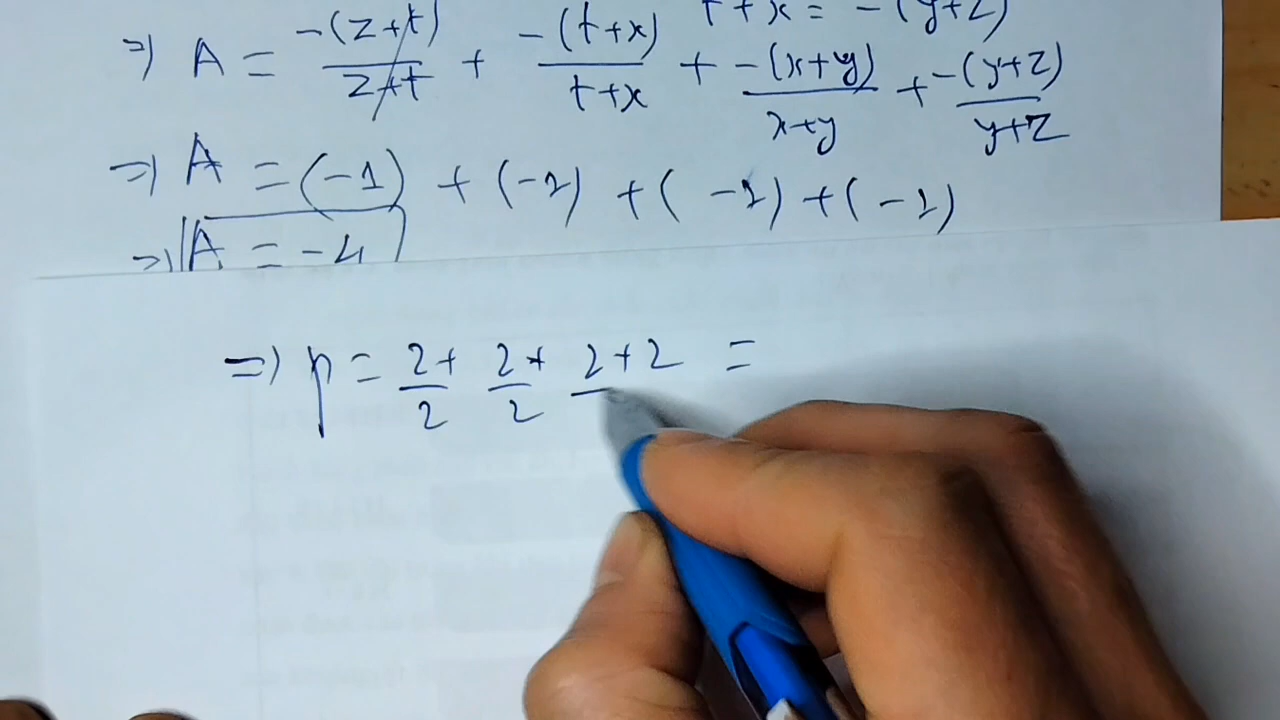 t+x = -(y+z)
=> A = -(z+t)/z+t + -(t+x)/t+x + -(x+y)/x+y + -(y+z)/y+z
=> A = (-1) + (-1) + (-1) + (-1)
=> A = -4
=> p = 2/2 + 2/2 + 2 + 2 =